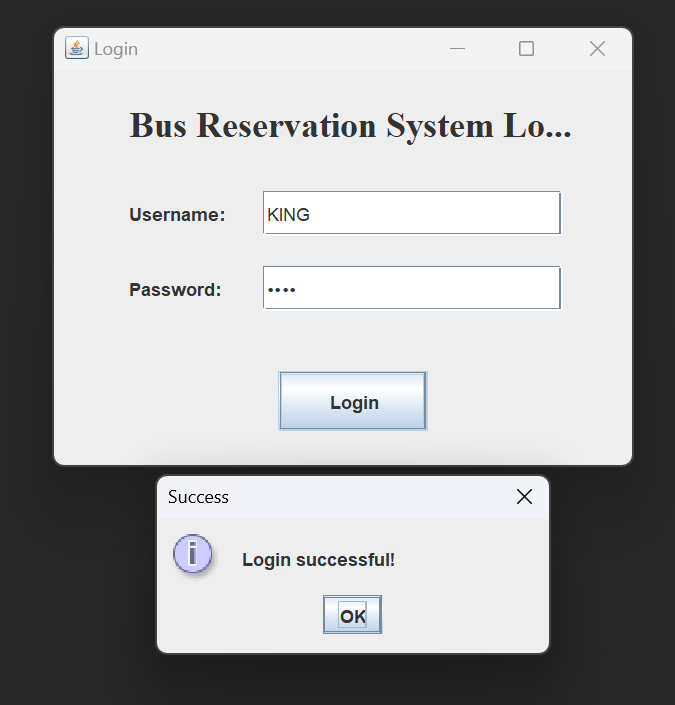 Login
Bus Reservation System Lo...
Username: KING
Password: ••••
Login
Success
i
Login successful!
OK